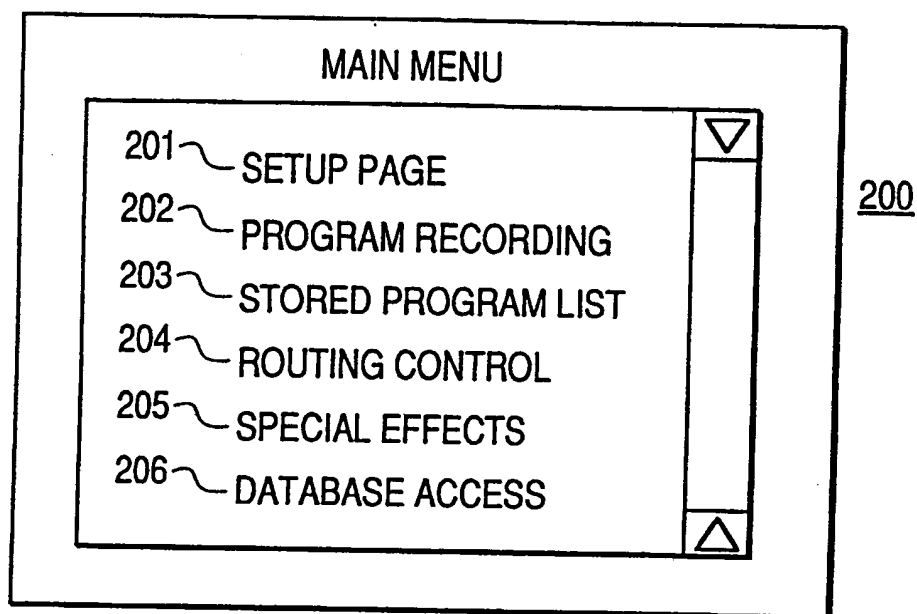 MAIN MENU
201 SETUP PAGE
202 PROGRAM RECORDING
203 STORED PROGRAM LIST
204 ROUTING CONTROL
205 SPECIAL EFFECTS
206 DATABASE ACCESS
200